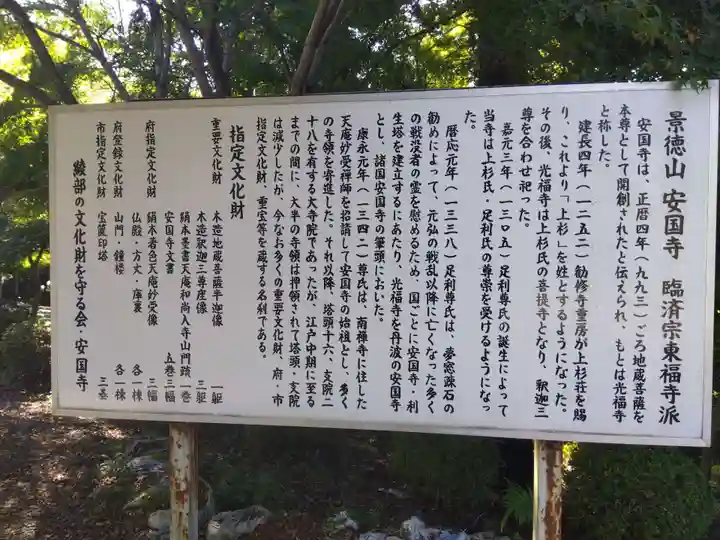 景徳山 安国寺 臨済宗東福寺派
安国寺は、正暦四年(九九三)ごろ地蔵菩薩を
本尊として開創されたと伝えられ、もとは光福寺
と称した。
建長四年(一二五二)勧修寺重房が上杉荘を賜
り、これより「上杉」を姓とするようになった。
その後、光福寺は上杉氏の菩提寺となり、釈迦三
尊を合わせ祀った。
嘉元三年(一三〇五)足利尊氏の誕生によって
当寺は上杉氏・足利氏の尊崇を受けるようになっ
た。
暦応元年(一三三八)足利尊氏は、夢窓疎石の
勧めによって、元弘の戦乱以降に亡くなった多く
の戦没者の霊を慰めるため、国ごとに安国寺・利
生塔を建立するにあたり、光福寺を丹波の安国寺
とし、諸国安国寺の筆頭においた。
康永元年(一三四二)尊氏は、南禅寺に住した
天庵妙受禅師を招請して安国寺の始祖とし、多く
の寺領を寄進した。それ以降、塔頭十六、支院二
十八を有する大寺院であったが、江戸中期に至る
までの間に、大半の寺領は押領されて塔頭・支院
は減少したが、今なお多くの重要文化財、府・市
指定文化財、重宝等を蔵する名刹である。
指定文化財
重要文化財 木造地蔵菩薩半迦像 一軀
木造釈迦三尊座像 三軀
絹本墨書天庵和尚入寺山門疏 一巻
安国寺文書 五巻三幅
府指定文化財 絹本着色天庵妙受像 三幅
仏殿・方丈・庫裏 各一棟
府登録文化財 山門・鐘楼 各一棟
市指定文化財 宝篋印塔 三基
綾部の文化財を守る会・安国寺